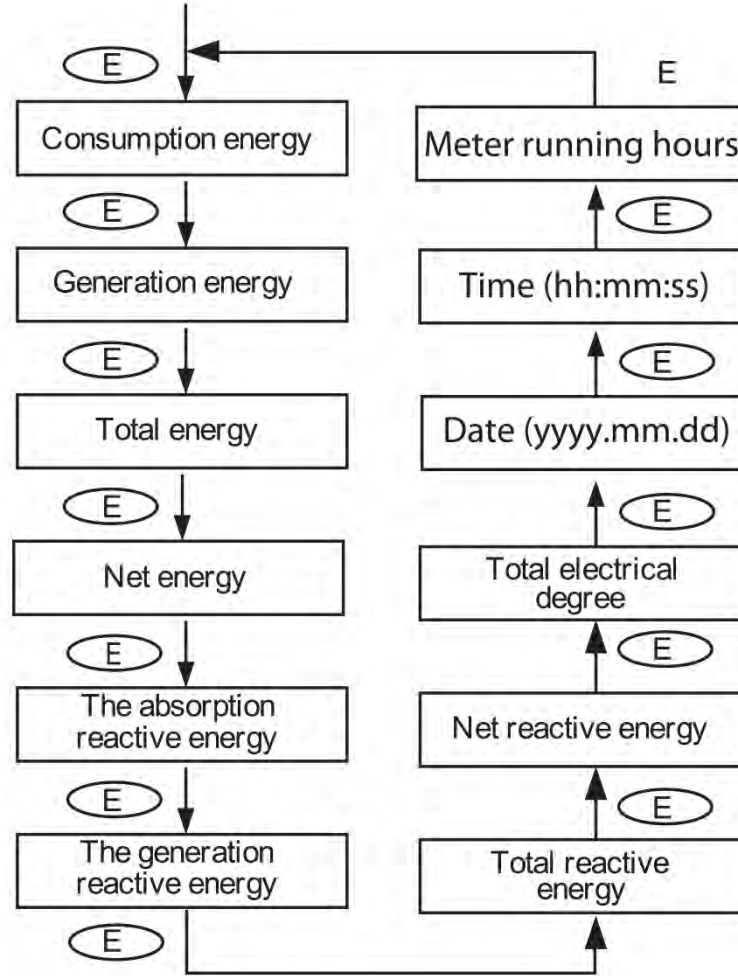 E
Consumption energy
E
Generation energy
E
Total energy
E
Net energy
E
The absorption
reactive energy
E
The generation
reactive energy
E
E
Meter running hours
E
Time (hh:mm:ss)
E
Date (yyyy.mm.dd)
E
Total electrical
degree
E
Net reactive energy
E
Total reactive
energy